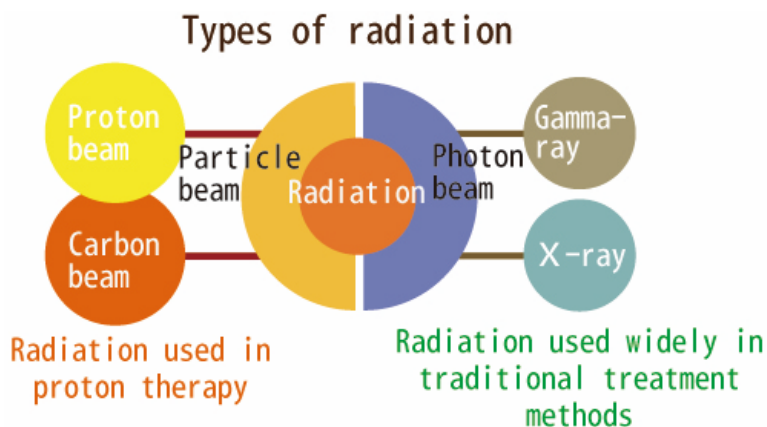 Types of radiation
Proton
beam
Carbon
beam
Particle
beam
Radiation
Photon
beam
Gamma-
ray
X-ray
Radiation used in
proton therapy
Radiation used widely in
traditional treatment
methods